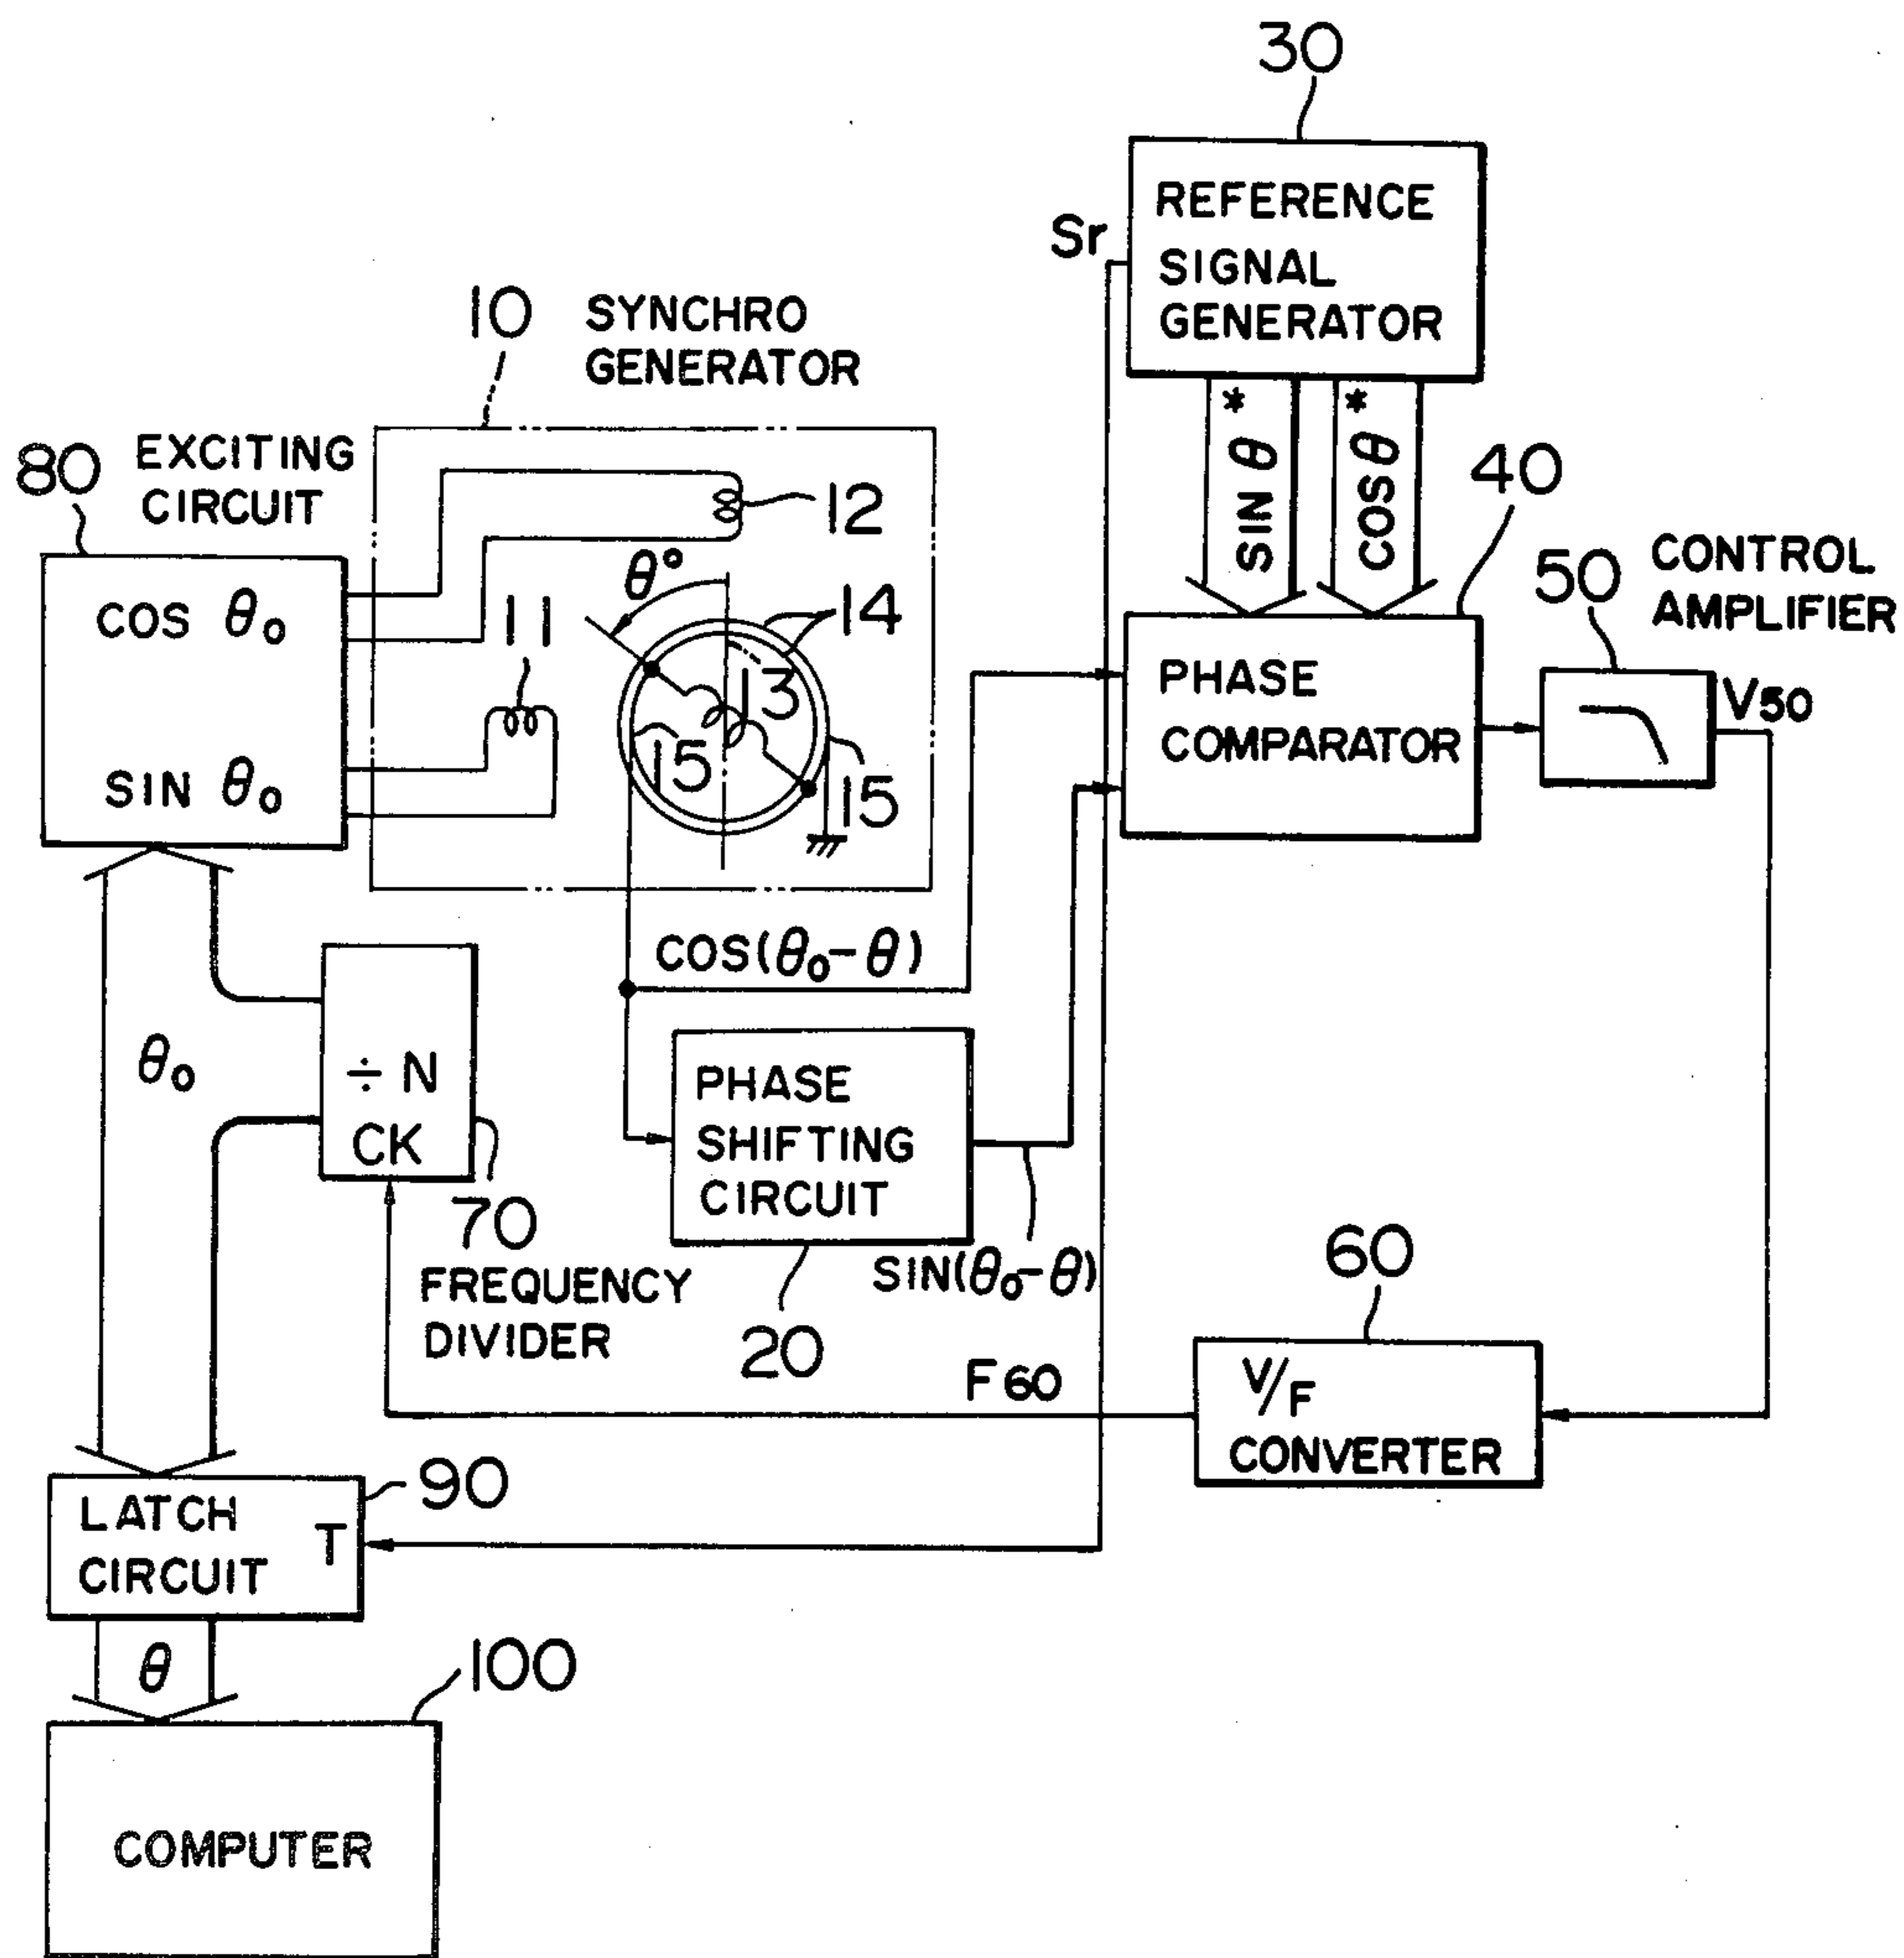 30
REFERENCE
SIGNAL
GENERATOR
Sr
10
SYNCHRO
GENERATOR
SIN θ*
COS θ*
80
EXCITING
CIRCUIT
12
40
50
CONTROL
AMPLIFIER
θ°
COS θ₀
11
14
13
PHASE
COMPARATOR
V50
15
15
SIN θ₀
COS(θ₀-θ)
θ₀
÷ N
CK
PHASE
SHIFTING
CIRCUIT
70
FREQUENCY
DIVIDER
SIN(θ₀-θ)
20
60
F60
V/F
CONVERTER
90
LATCH
CIRCUIT
T
θ
100
COMPUTER